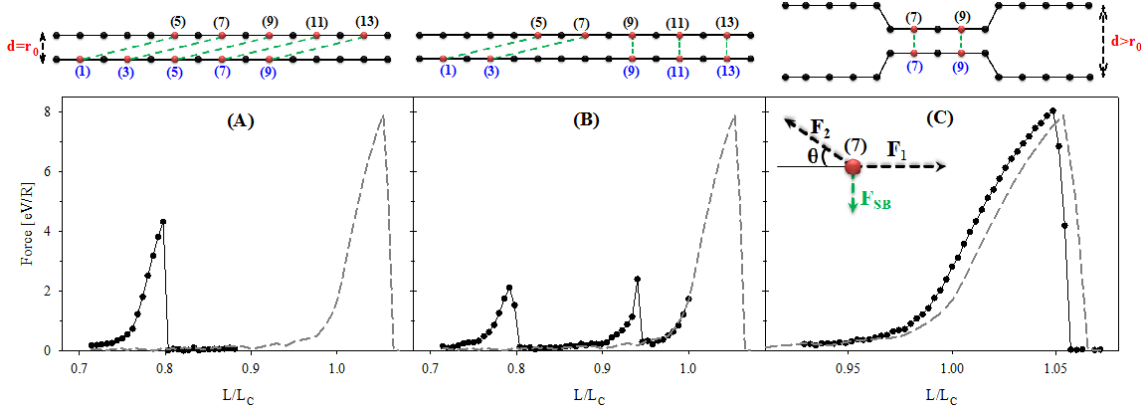 (5) (7) (9) (11) (13)
d=r0
(1) (3) (5) (7) (9)
(5) (7) (9) (11) (13)
(1) (3) (9) (11) (13)
(7) (9)
d>r0
(7) (9)
(A)
(B)
(C)
F2
(7)
θ
F1
FSB
Force [eV/R]
8
6
4
2
0
0.7 0.8 0.9 1.0
0.7 0.8 0.9 1.0
0.95 1.00 1.05
L/LC
L/LC
L/LC